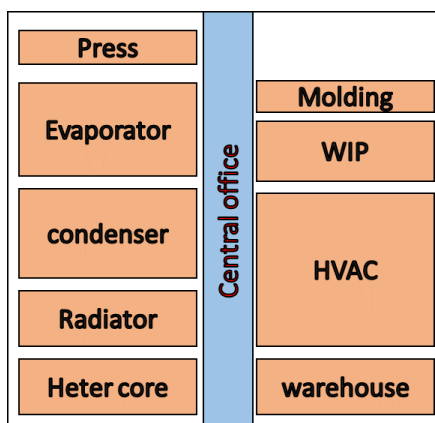 Press
Evaporator
condenser
Radiator
Heter core
Central office
Molding
WIP
HVAC
warehouse